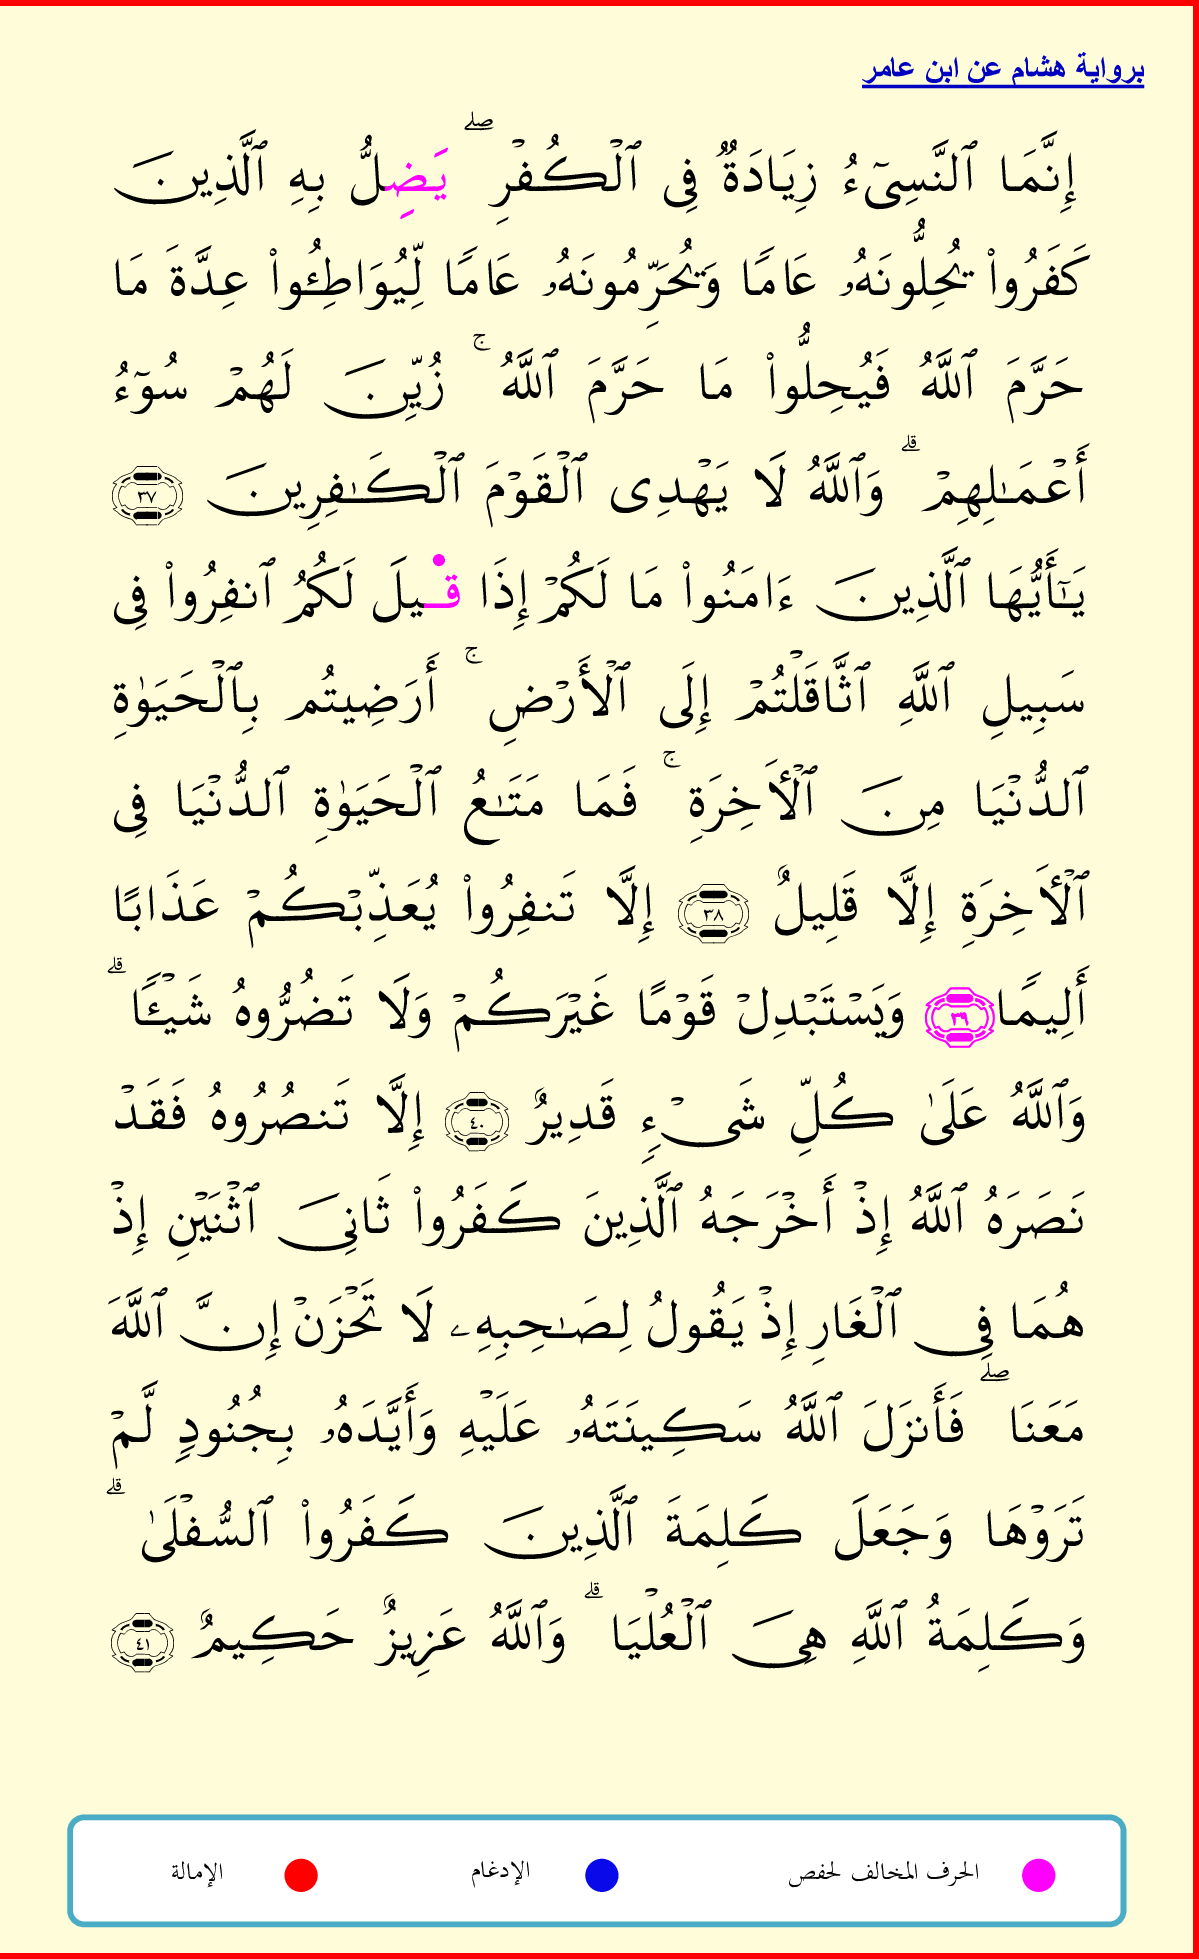 برواية هشام عن ابن عامر
إِنَّمَا ٱلنَّسِىٓءُ زِيَادَةٌ فِى ٱلْكُفْرِ ۖ يَضِلُّ بِهِ ٱلَّذِينَ
كَفَرُوا۟ يُحِلُّونَهُۥ عَامًا وَيُحَرِّمُونَهُۥ عَامًا لِّيُوَاطِـُٔوا۟ عِدَّةَ مَا
حَرَّمَ ٱللَّهُ فَيُحِلُّوا۟ مَا حَرَّمَ ٱللَّهُ ۚ زُيِّنَ لَهُمْ سُوٓءُ
أَعْمَـٰلِهِمْ ۗ وَٱللَّهُ لَا يَهْدِى ٱلْقَوْمَ ٱلْكَـٰفِرِينَ ٣٧
يَـٰٓأَيُّهَا ٱلَّذِينَ ءَامَنُوا۟ مَا لَكُمْ إِذَا قۭيلَ لَكُمُ ٱنفِرُوا۟ فِى
سَبِيلِ ٱللَّهِ ٱثَّاقَلْتُمْ إِلَى ٱلْأَرْضِ ۚ أَرَضِيتُم بِٱلْحَيَوٰةِ
ٱلدُّنْيَا مِنَ ٱلْـَٔاخِرَةِ ۚ فَمَا مَتَـٰعُ ٱلْحَيَوٰةِ ٱلدُّنْيَا فِى
ٱلْـَٔاخِرَةِ إِلَّا قَلِيلٌ ٣٨ إِلَّا تَنفِرُوا۟ يُعَذِّبْكُمْ عَذَابًا
أَلِيمًا ٣٩ وَيَسْتَبْدِلْ قَوْمًا غَيْرَكُمْ وَلَا تَضُرُّوهُ شَيْـًٔا ۗ
وَٱللَّهُ عَلَىٰ كُلِّ شَىْءٍ قَدِيرٌ ٤٠ إِلَّا تَنصُرُوهُ فَقَدْ
نَصَرَهُ ٱللَّهُ إِذْ أَخْرَجَهُ ٱلَّذِينَ كَفَرُوا۟ ثَانِىَ ٱثْنَيْنِ إِذْ
هُمَا فِى ٱلْغَارِ إِذْ يَقُولُ لِصَـٰحِبِهِۦ لَا تَحْزَنْ إِنَّ ٱللَّهَ
مَعَنَا ۖ فَأَنزَلَ ٱللَّهُ سَكِينَتَهُۥ عَلَيْهِ وَأَيَّدَهُۥ بِجُنُودٍ لَّمْ
تَرَوْهَا وَجَعَلَ كَلِمَةَ ٱلَّذِينَ كَفَرُوا۟ ٱلسُّفْلَىٰ ۗ
وَكَلِمَةُ ٱللَّهِ هِىَ ٱلْعُلْيَا ۗ وَٱللَّهُ عَزِيزٌ حَكِيمٌ ٤١
الحرف المخالف لحفص الإدغام الإمالة